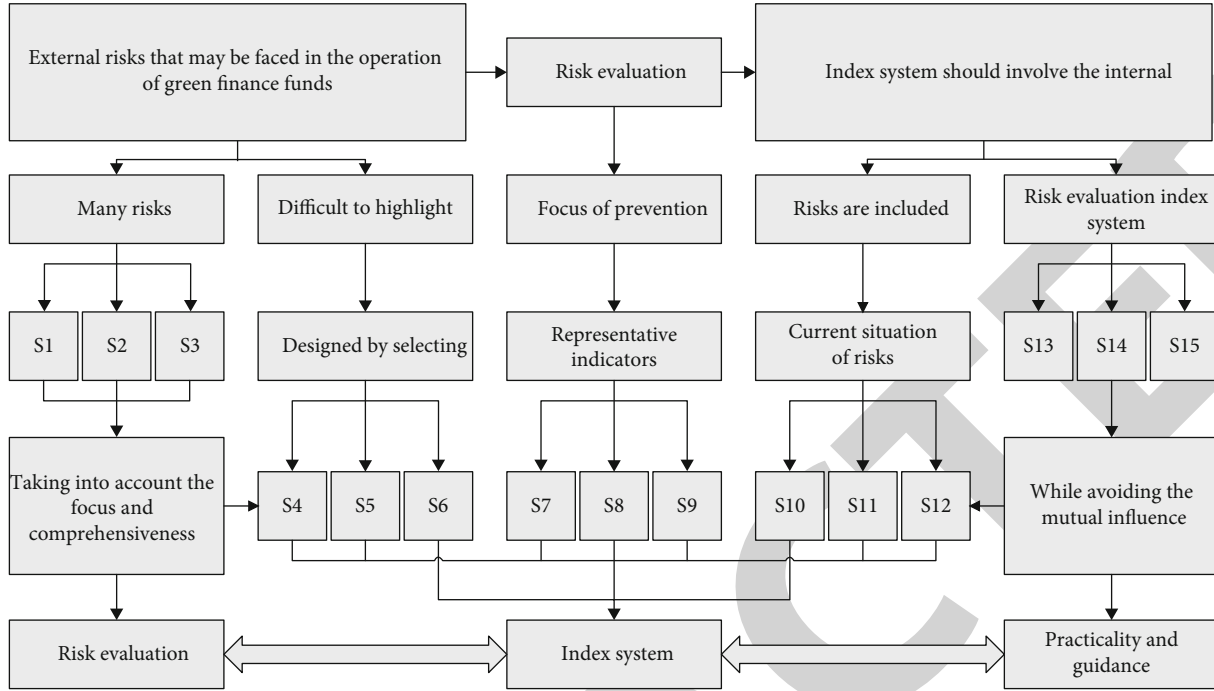 External risks that may be faced in the operation
of green finance funds
Risk evaluation
Index system should involve the internal
Many risks
Difficult to highlight
Focus of prevention
Risks are included
Risk evaluation index
system
S1
S2
S3
Designed by selecting
Representative
indicators
Current situation
of risks
S13
S14
S15
Taking into account the
focus and
comprehensiveness
S4
S5
S6
S7
S8
S9
S10
S11
S12
While avoiding the
mutual influence
Risk evaluation
Index system
Practicality and
guidance